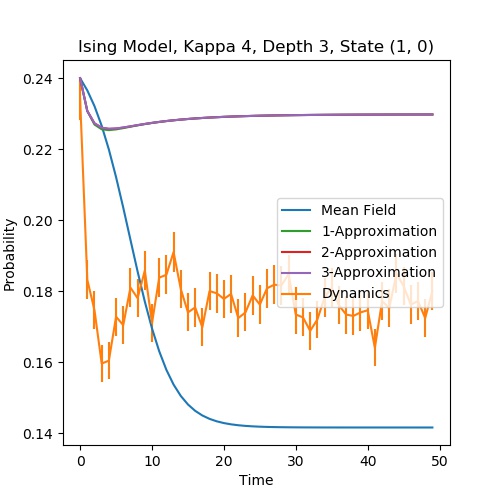 Ising Model, Kappa 4, Depth 3, State (1, 0)
Probability
0.24
0.22
0.20
0.18
0.16
0.14
Mean Field
1-Approximation
2-Approximation
3-Approximation
Dynamics
0 10 20 30 40 50
Time